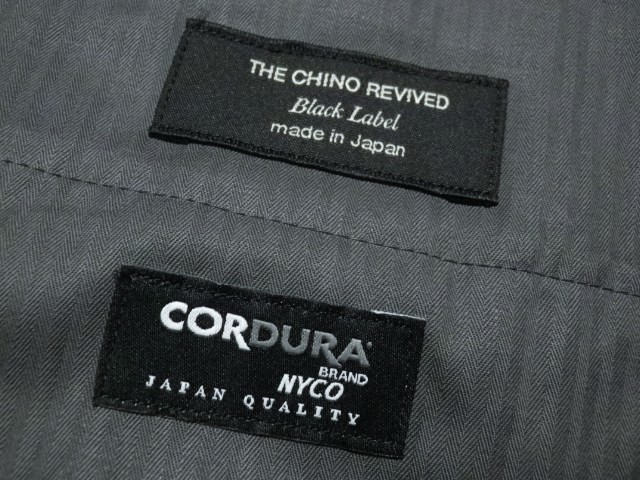 THE CHINO REVIVED
Black Label
made in Japan
CORDURA®
BRAND
NYCO
JAPAN QUALITY